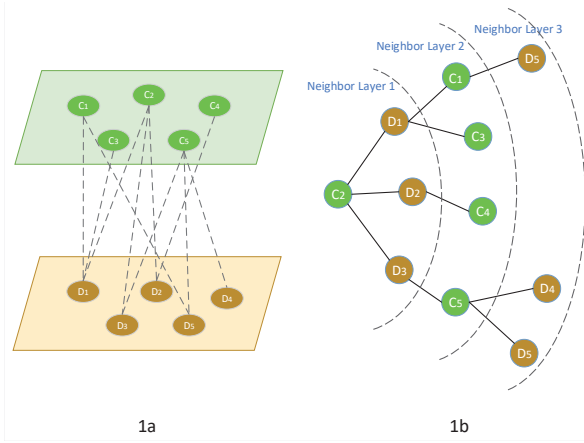 C1
C2
C4
C3
C5
D1
D2
D4
D3
D5
1a
Neighbor Layer 3
Neighbor Layer 2
Neighbor Layer 1
D5
C1
D1
C3
C2
D2
C4
D3
C5
D4
D5
1b